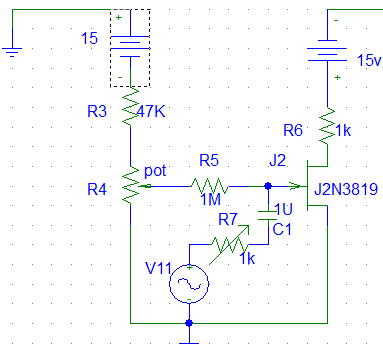 +
-
15
-
15v
+
-
R3
47K
R6
1k
pot
R5
J2
R4
1M
J2N3819
1U
R7
C1
V11
+
1k
-